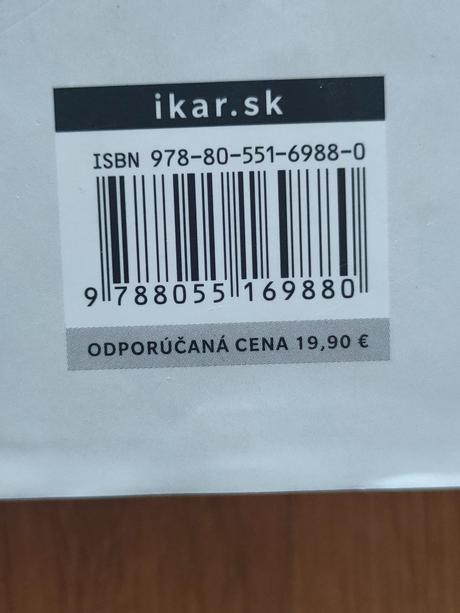 ikar.sk
ISBN 978-80-551-6988-0
9 788055 169880
ODPORÚČANÁ CENA 19,90 €